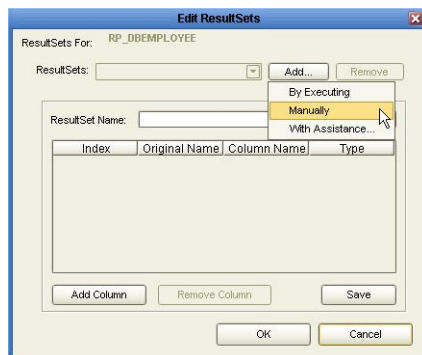 Edit ResultSets
ResultSets For: RP_DBEMPLOYEE
ResultSets: Add... Remove
By Executing
Manually
With Assistance...
ResultSet Name:
Index Original Name Column Name Type
Add Column Remove Column Save
OK Cancel